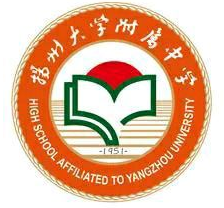 扬州大学附属中学
-1951-
HIGH SCHOOL AFFILIATED TO YANGZHOU UNIVERSITY